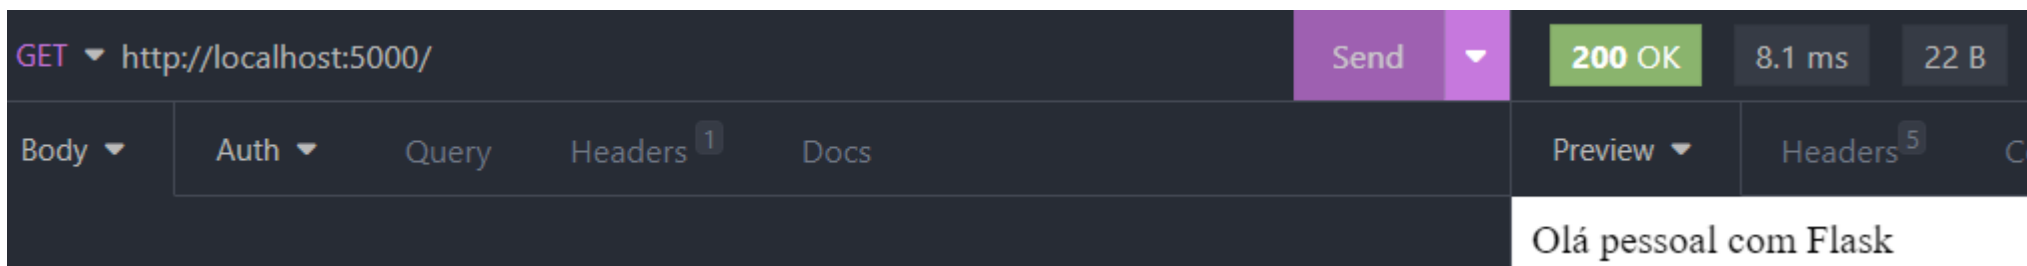 GET http://localhost:5000/ Send 200 OK 8.1 ms 22 B
Body Auth Query Headers 1 Docs Preview Headers 5
Olá pessoal com Flask